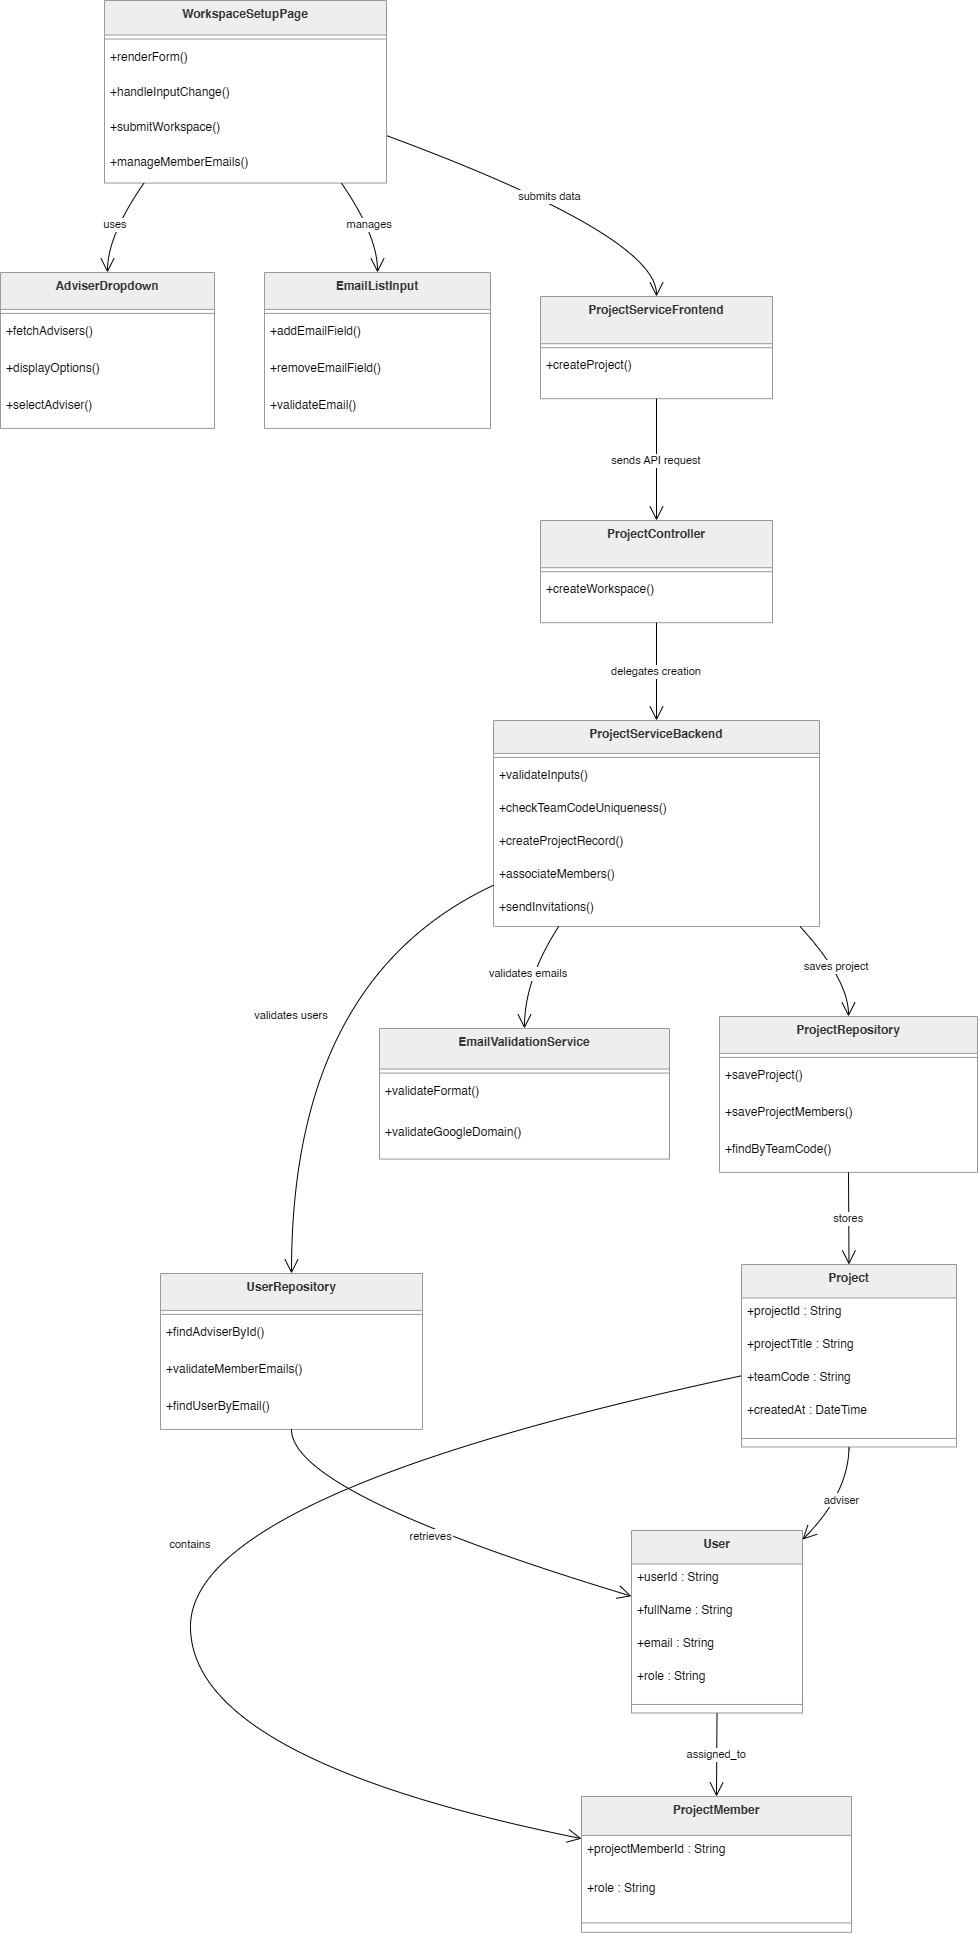 WorkspaceSetupPage
+renderForm()
+handleInputChange()
+submitWorkspace()
+manageMemberEmails()
uses
manages
submits data
AdviserDropdown
+fetchAdvisers()
+displayOptions()
+selectAdviser()
EmailListInput
+addEmailField()
+removeEmailField()
+validateEmail()
ProjectServiceFrontend
+createProject()
sends API request
ProjectController
+createWorkspace()
delegates creation
ProjectServiceBackend
+validateInputs()
+checkTeamCodeUniqueness()
+createProjectRecord()
+associateMembers()
+sendInvitations()
validates users
validates emails
saves project
EmailValidationService
+validateFormat()
+validateGoogleDomain()
ProjectRepository
+saveProject()
+saveProjectMembers()
+findByTeamCode()
stores
UserRepository
+findAdviserById()
+validateMemberEmails()
+findUserByEmail()
Project
+projectId : String
+projectTitle : String
+teamCode : String
+createdAt : DateTime
contains
retrieves
adviser
User
+userId : String
+fullName : String
+email : String
+role : String
assigned_to
ProjectMember
+projectMemberId : String
+role : String